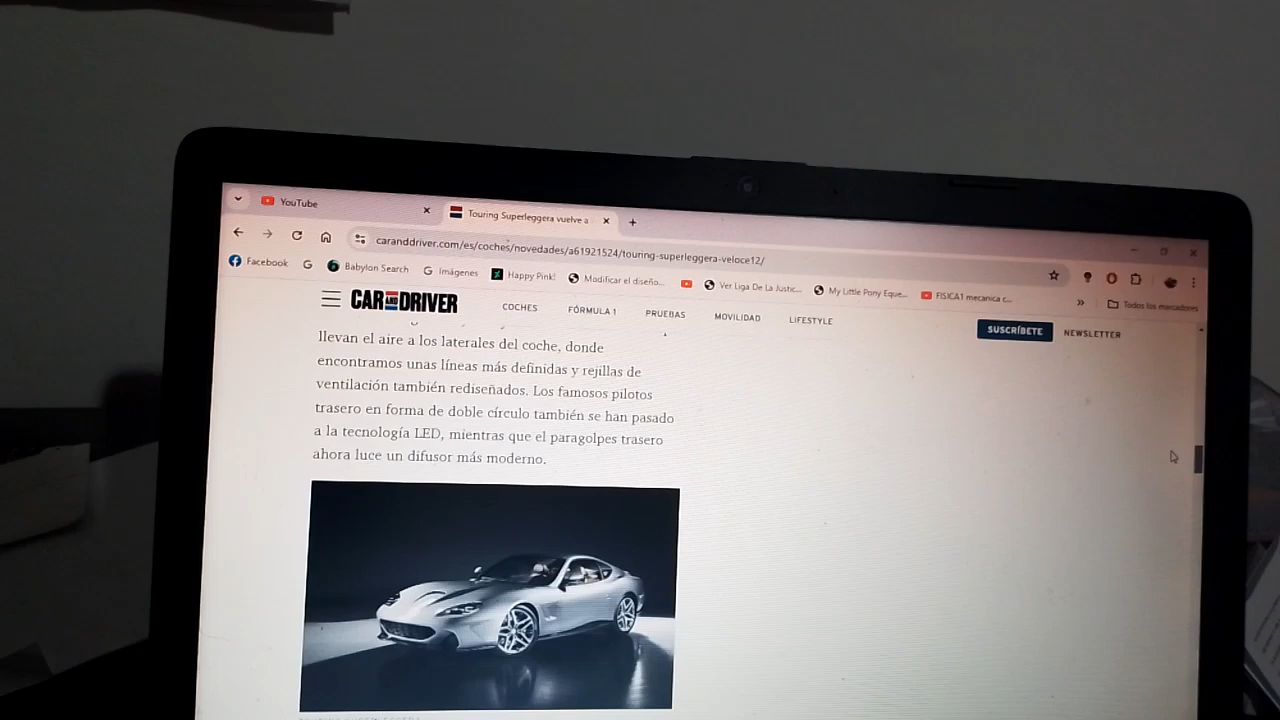 YouTube
Touring Superleggera vuelve a
caranddriver.com/es/coches/novedades/a61921524/touring-superleggera-veloce12/
Facebook G Babylon Search G Imágenes Happy Pink! Modificar el diseño... Ver Liga De La Justic... My Little Pony Eque... FISICA1 mecanica c... » Todos los marcadores
CAR AND DRIVER COCHES FÓRMULA 1 PRUEBAS MOVILIDAD LIFESTYLE SUSCRÍBETE NEWSLETTER
llevan el aire a los laterales del coche, donde
encontramos unas líneas más definidas y rejillas de
ventilación también rediseñados. Los famosos pilotos
trasero en forma de doble círculo también se han pasado
a la tecnología LED, mientras que el paragolpes trasero
ahora luce un difusor más moderno.